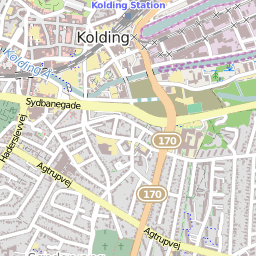 Kolding Station
Kolding
Kolding Å
Sydbanegade
Haderslevvej
Agtrupvej
170
170
Agtrupvej